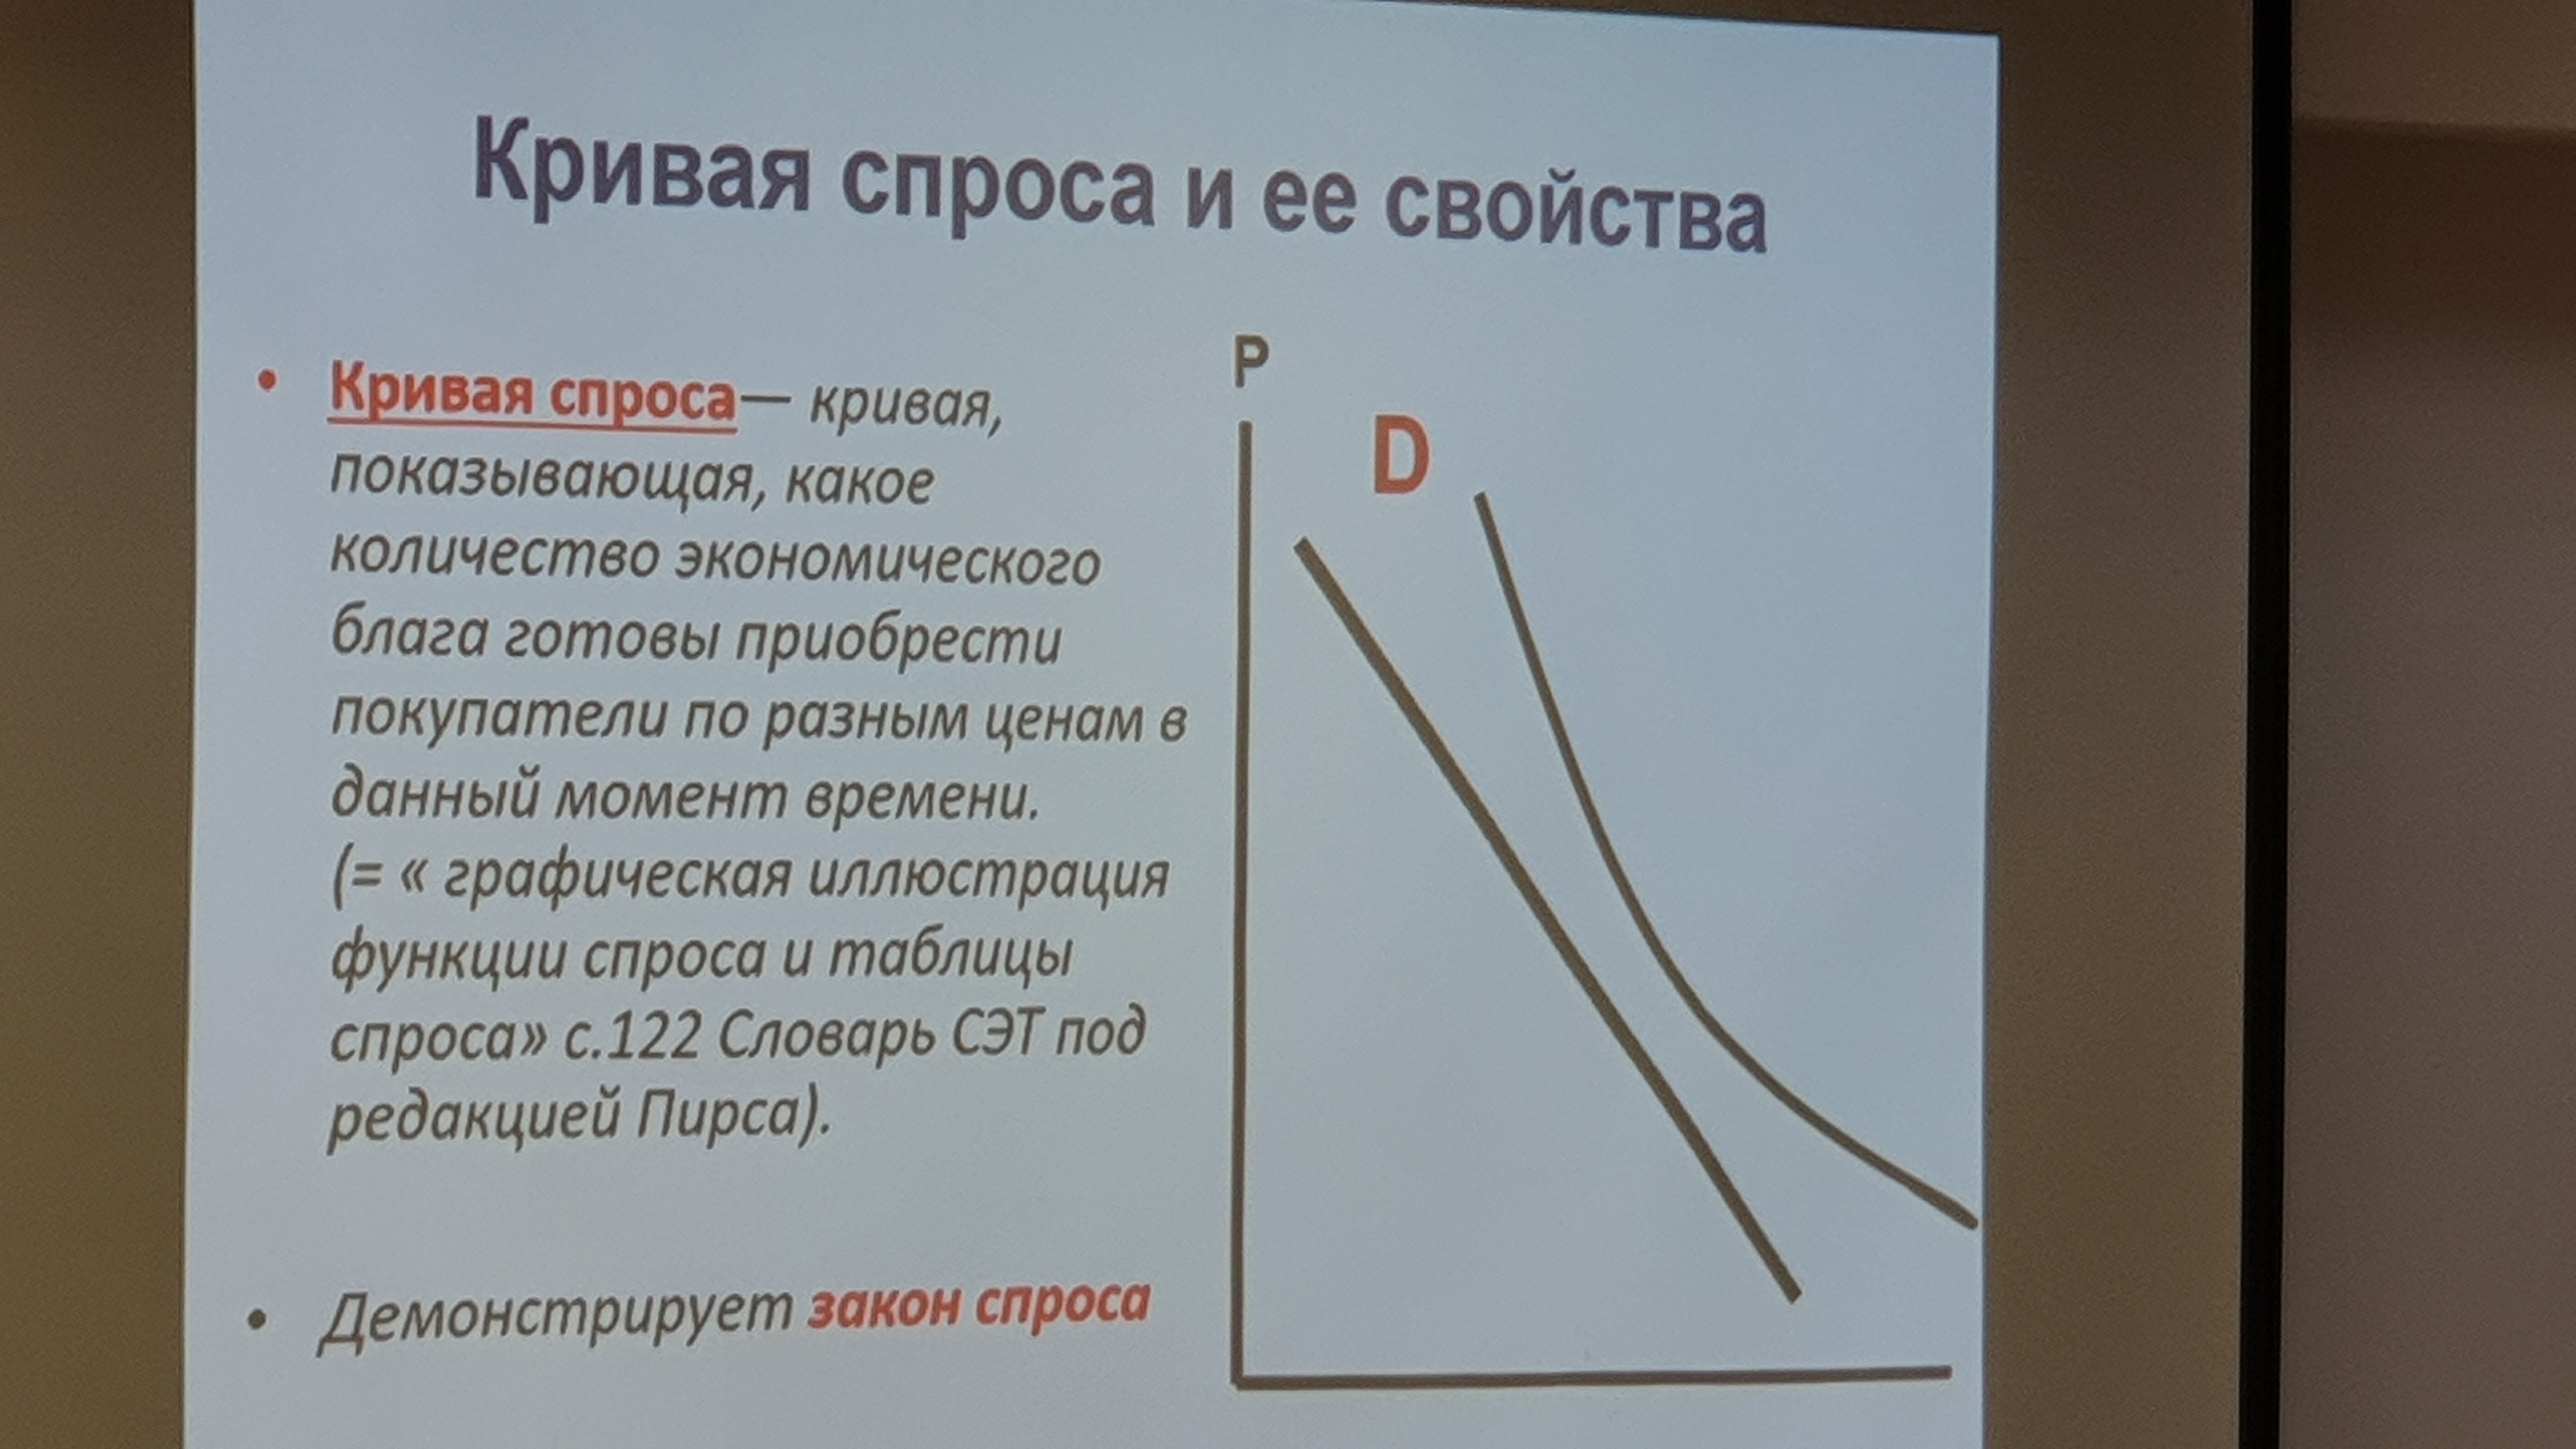 Кривая спроса и ее свойства
• Кривая спроса— кривая,
показывающая, какое
количество экономического
блага готовы приобрести
покупатели по разным ценам в
данный момент времени.
(= « графическая иллюстрация
функции спроса и таблицы
спроса» с.122 Словарь СЭТ под
редакцией Пирса).
• Демонстрирует закон спроса
P
D